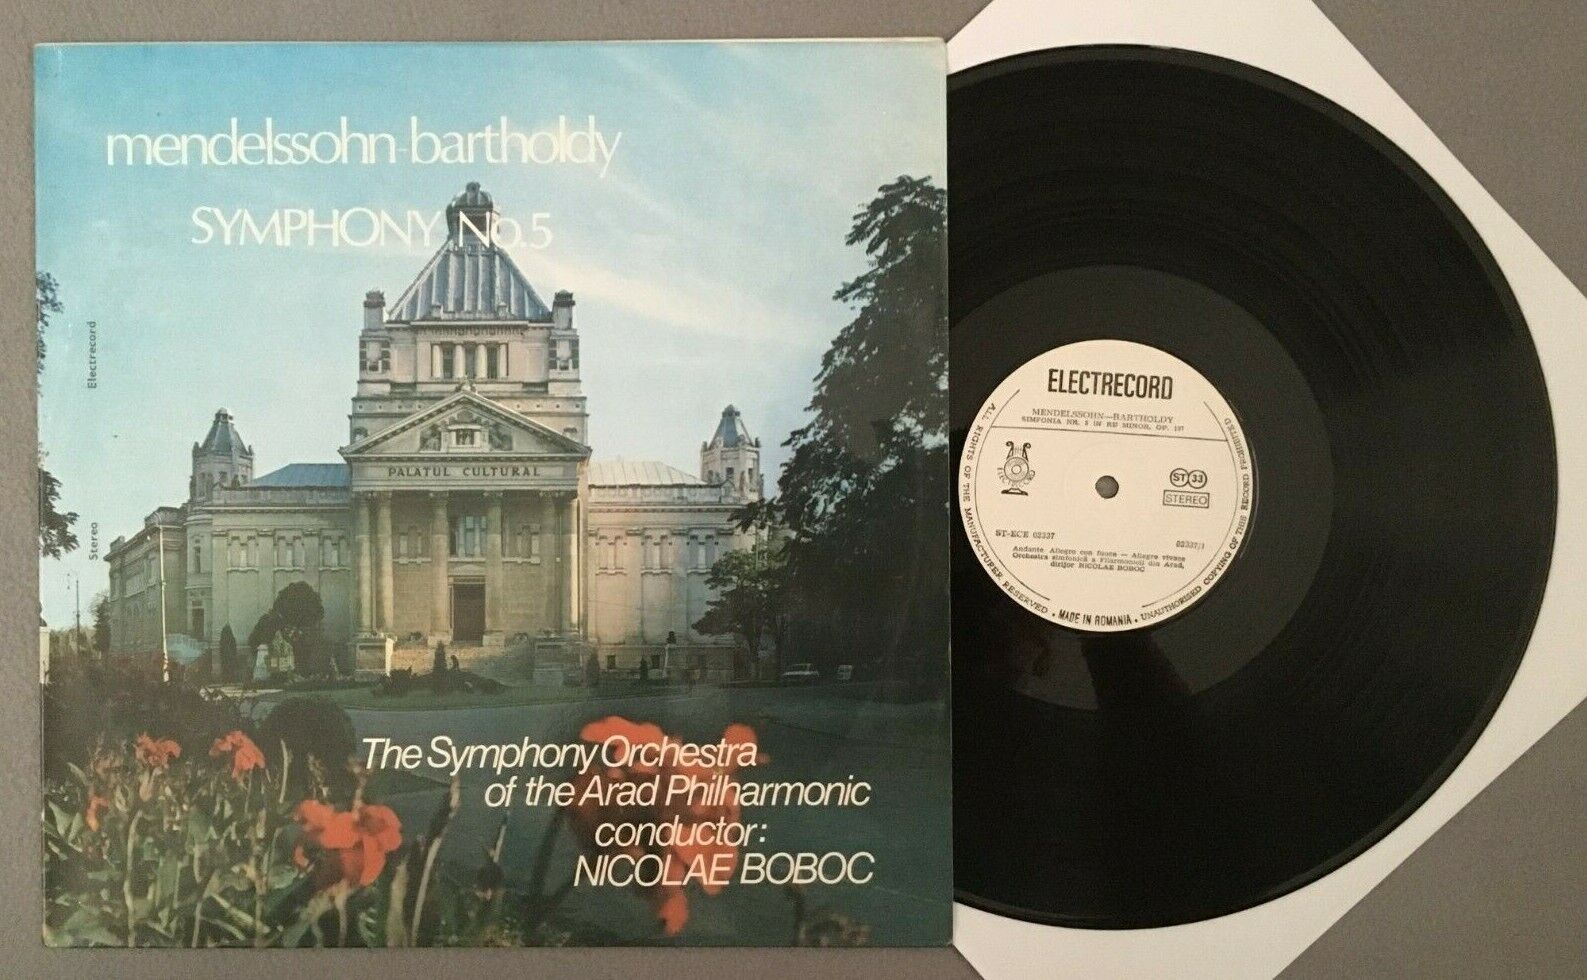 mendelssohn-bartholdy
SYMPHONY No.5
Electrecord
Stereo
PALATUL CULTURAL
The Symphony Orchestra
of the Arad Philharmonic
conductor:
NICOLAE BOBOC
ELECTRECORD
MENDELSSOHN—BARTHOLDY
SIMFONIA NR. 5 IN RE MINOR, OP. 107
ST 33
STEREO
ST-ECE 02337
02337/1
Andante Allegro con fuoco — Allegro vivace
Orchestra simfonică a Filarmonicii din Arad,
dirijor NICOLAE BOBOC
ALL RIGHTS OF THE MANUFACTURER RESERVED • MADE IN ROMANIA • UNAUTHORISED COPYING OF THIS RECORD PROHIBITED